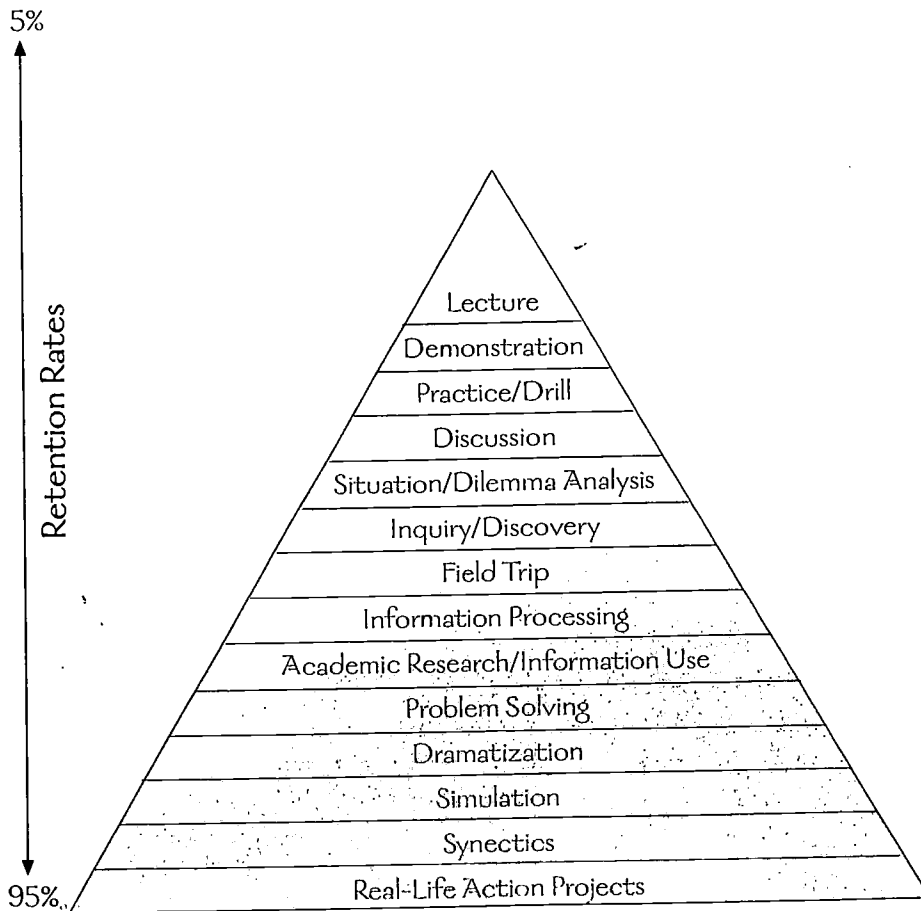 5%
Retention Rates
Lecture
Demonstration
Practice/Drill
Discussion
Situation/Dilemma Analysis
Inquiry/Discovery
Field Trip
Information Processing
Academic Research/Information Use
Problem Solving
Dramatization
Simulation
Synectics
Real-Life Action Projects
95%